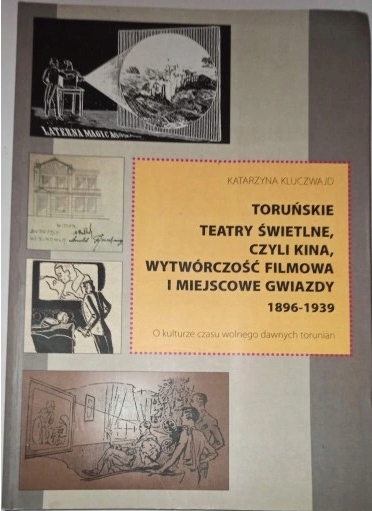 LATERNA MAGIC
KATARZYNA KLUCZWAJD
TORUŃSKIE
TEATRY ŚWIETLNE,
CZYLI KINA,
WYTWÓRCZOŚĆ FILMOWA
I MIEJSCOWE GWIAZDY
1896-1939
O kulturze czasu wolnego dawnych torunian